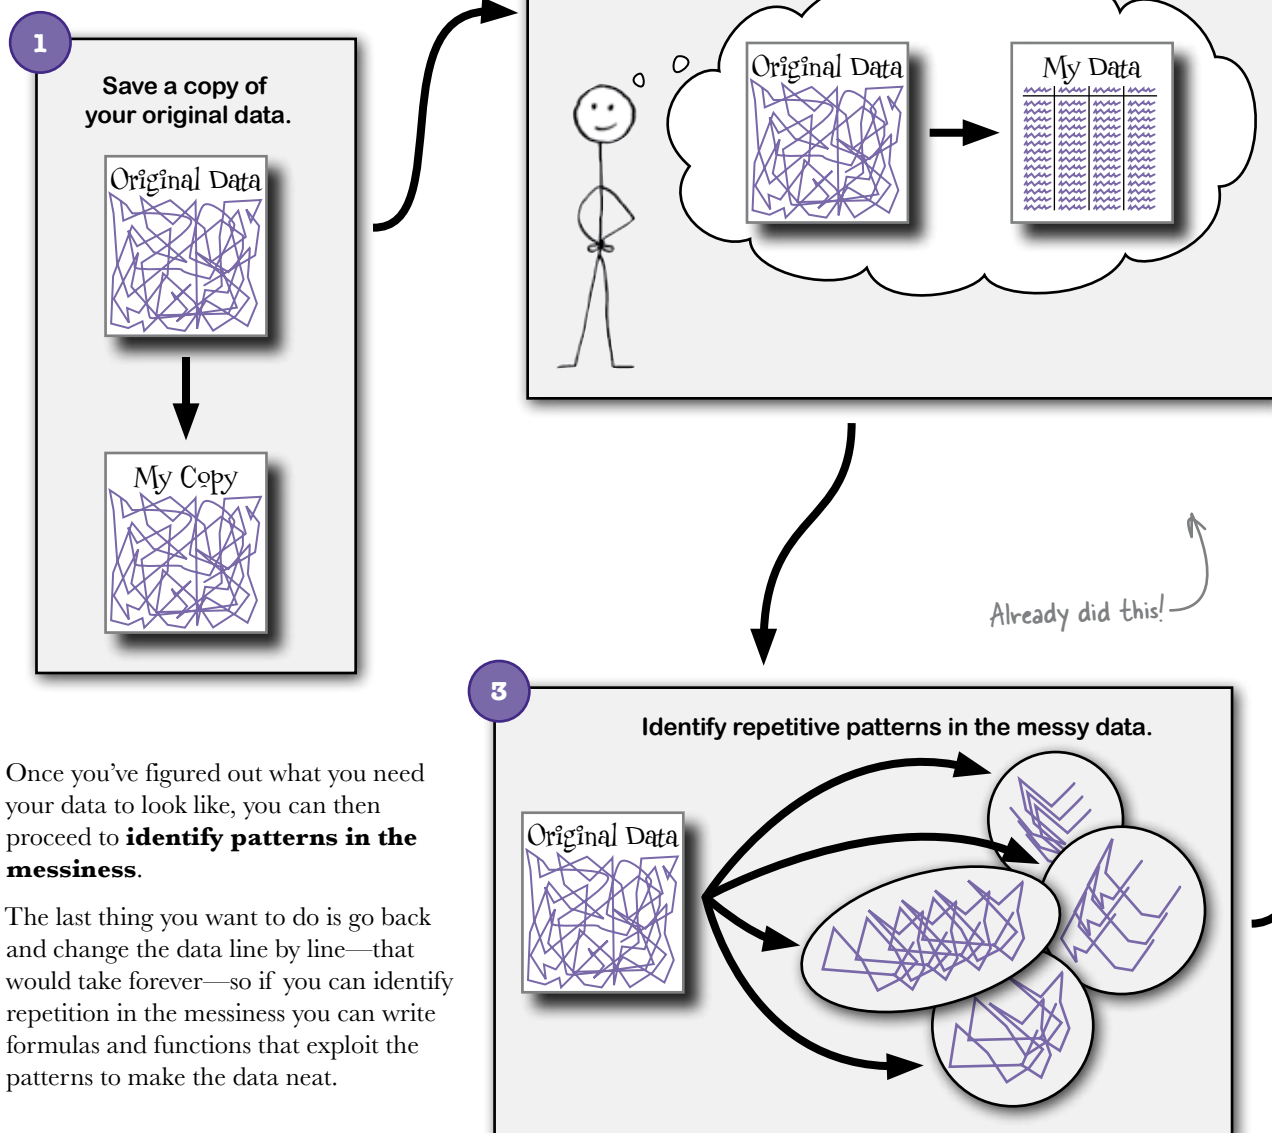 1
Save a copy of
your original data.
Original Data
My Copy
Original Data
My Data
Already did this!
3
Identify repetitive patterns in the messy data.
Original Data
Once you’ve figured out what you need
your data to look like, you can then
proceed to identify patterns in the
messiness.
The last thing you want to do is go back
and change the data line by line—that
would take forever—so if you can identify
repetition in the messiness you can write
formulas and functions that exploit the
patterns to make the data neat.